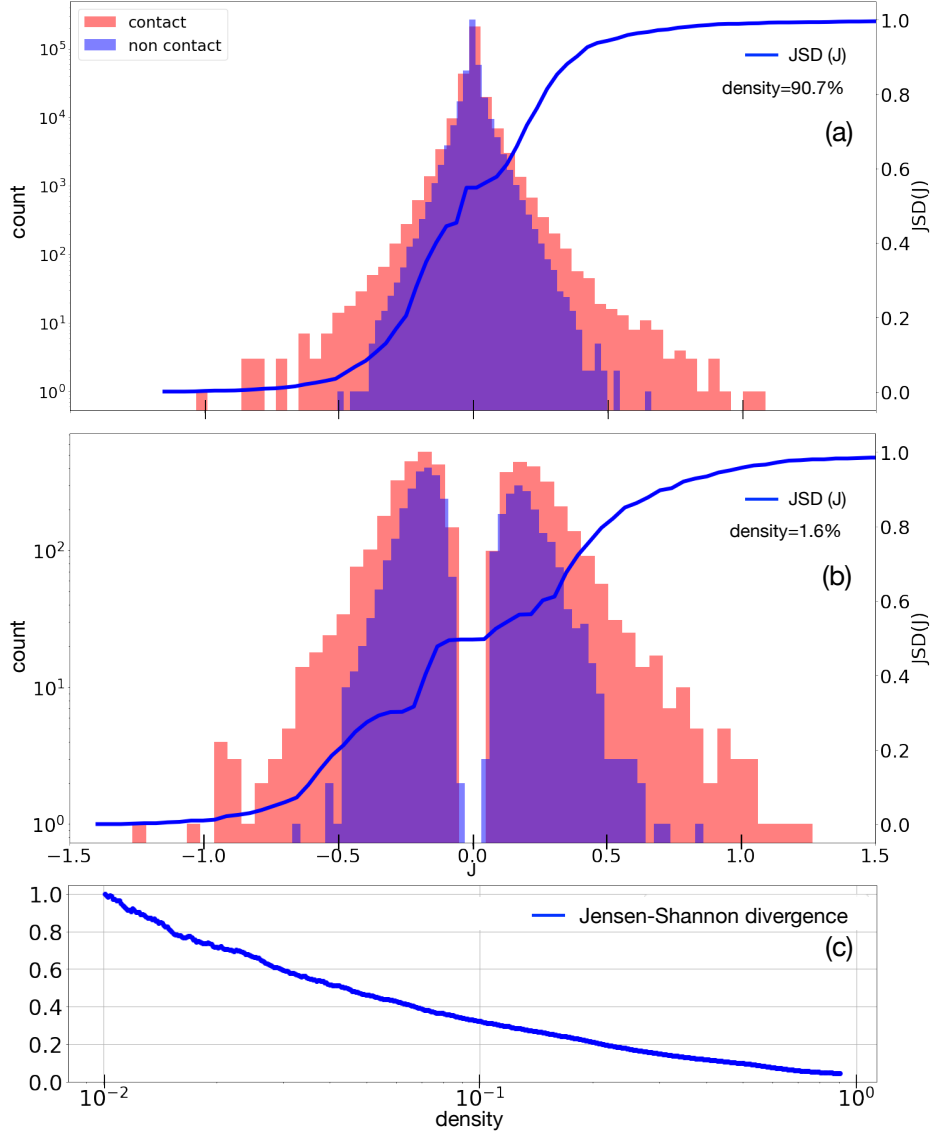 contact
non contact
JSD (J)
density=90.7%
(a)
count
10^5
10^4
10^3
10^2
10^1
10^0
1.0
0.8
0.6
0.4
0.2
0.0
JSD(J)
JSD (J)
density=1.6%
(b)
count
10^2
10^1
10^0
1.0
0.8
0.6
0.4
0.2
0.0
JSD(J)
−1.5 −1.0 −0.5 0.0 0.5 1.0 1.5
J
Jensen-Shannon divergence
(c)
1.0
0.8
0.6
0.4
0.2
0.0
10^−2 10^−1 10^0
density